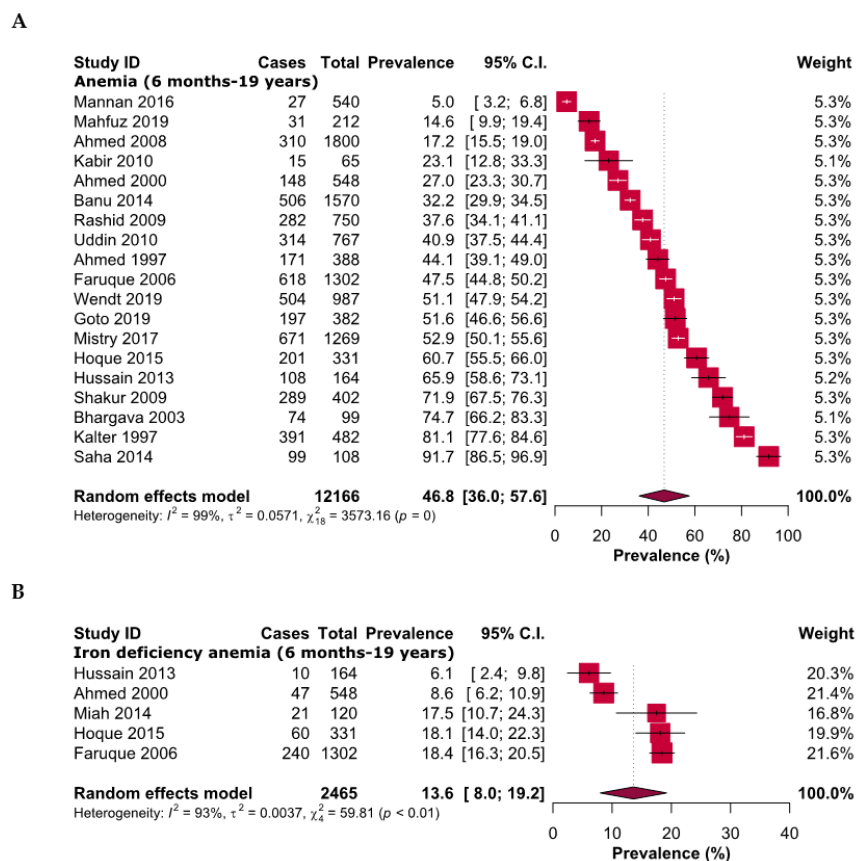 A
Study ID Cases Total Prevalence 95% C.I. Weight
Anemia (6 months-19 years)
Mannan 2016 27 540 5.0 [ 3.2; 6.8] 5.3%
Mahfuz 2019 31 212 14.6 [ 9.9; 19.4] 5.3%
Ahmed 2008 310 1800 17.2 [15.5; 19.0] 5.3%
Kabir 2010 15 65 23.1 [12.8; 33.3] 5.1%
Ahmed 2000 148 548 27.0 [23.3; 30.7] 5.3%
Banu 2014 506 1570 32.2 [29.9; 34.5] 5.3%
Rashid 2009 282 750 37.6 [34.1; 41.1] 5.3%
Uddin 2010 314 767 40.9 [37.5; 44.4] 5.3%
Ahmed 1997 171 388 44.1 [39.1; 49.0] 5.3%
Faruque 2006 618 1302 47.5 [44.8; 50.2] 5.3%
Wendt 2019 504 987 51.1 [47.9; 54.2] 5.3%
Goto 2019 197 382 51.6 [46.6; 56.6] 5.3%
Mistry 2017 671 1269 52.9 [50.1; 55.6] 5.3%
Hoque 2015 201 331 60.7 [55.5; 66.0] 5.3%
Hussain 2013 108 164 65.9 [58.6; 73.1] 5.2%
Shakur 2009 289 402 71.9 [67.5; 76.3] 5.3%
Bhargava 2003 74 99 74.7 [66.2; 83.3] 5.1%
Kalter 1997 391 482 81.1 [77.6; 84.6] 5.3%
Saha 2014 99 108 91.7 [86.5; 96.9] 5.3%
Random effects model 12166 46.8 [36.0; 57.6] 100.0%
Heterogeneity: I² = 99%, τ² = 0.0571, χ²₁₈ = 3573.16 (p = 0)
0 20 40 60 80 100
Prevalence (%)
B
Study ID Cases Total Prevalence 95% C.I. Weight
Iron deficiency anemia (6 months-19 years)
Hussain 2013 10 164 6.1 [ 2.4; 9.8] 20.3%
Ahmed 2000 47 548 8.6 [ 6.2; 10.9] 21.4%
Miah 2014 21 120 17.5 [10.7; 24.3] 16.8%
Hoque 2015 60 331 18.1 [14.0; 22.3] 19.9%
Faruque 2006 240 1302 18.4 [16.3; 20.5] 21.6%
Random effects model 2465 13.6 [ 8.0; 19.2] 100.0%
Heterogeneity: I² = 93%, τ² = 0.0037, χ²₄ = 59.81 (p < 0.01)
0 10 20 30 40
Prevalence (%)